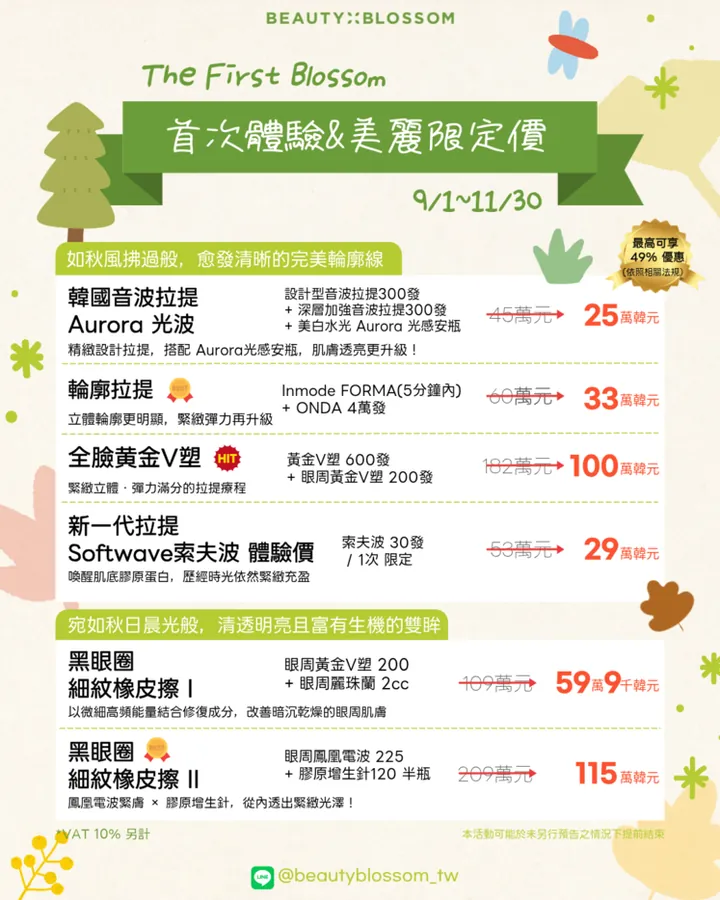 BEAUTY BLOSSOM
The First Blossom
首次體驗&美麗限定價
9/1~11/30
最高可享
49% 優惠
(依照相關法規)
如秋風拂過般，愈發清晰的完美輪廓線
韓國音波拉提
Aurora 光波
設計型音波拉提300發
+ 深層加強音波拉提300發
+ 美白水光 Aurora 光感安瓶
45萬元
25萬韓元
精緻設計拉提，搭配 Aurora光感安瓶，肌膚透亮更升級！
輪廓拉提
BEST
Inmode FORMA(5分鐘內)
+ ONDA 4萬發
60萬元
33萬韓元
立體輪廓更明顯，緊緻彈力再升級
全臉黃金V塑
HIT
黃金V塑 600發
+ 眼周黃金V塑 200發
182萬元
100萬韓元
緊緻立體·彈力滿分的拉提療程
新一代拉提
Softwave索夫波 體驗價
索夫波 30發
/ 1次 限定
53萬元
29萬韓元
喚醒肌底膠原蛋白，歷經時光依然緊緻充盈
宛如秋日晨光般，清透明亮且富有生機的雙眸
黑眼圈
細紋橡皮擦 I
眼周黃金V塑 200
+ 眼周麗珠蘭 2cc
109萬元
59萬9千韓元
以微細高頻能量結合修復成分，改善暗沉乾燥的眼周肌膚
黑眼圈
BEST
細紋橡皮擦 II
眼周鳳凰電波 225
+ 膠原增生針120 半瓶
209萬元
115萬韓元
鳳凰電波緊膚 × 膠原增生針，從內透出緊緻光澤！
*VAT 10% 另計
本活動可能於未另行預告之情況下提前結束
LINE
@beautyblossom_tw